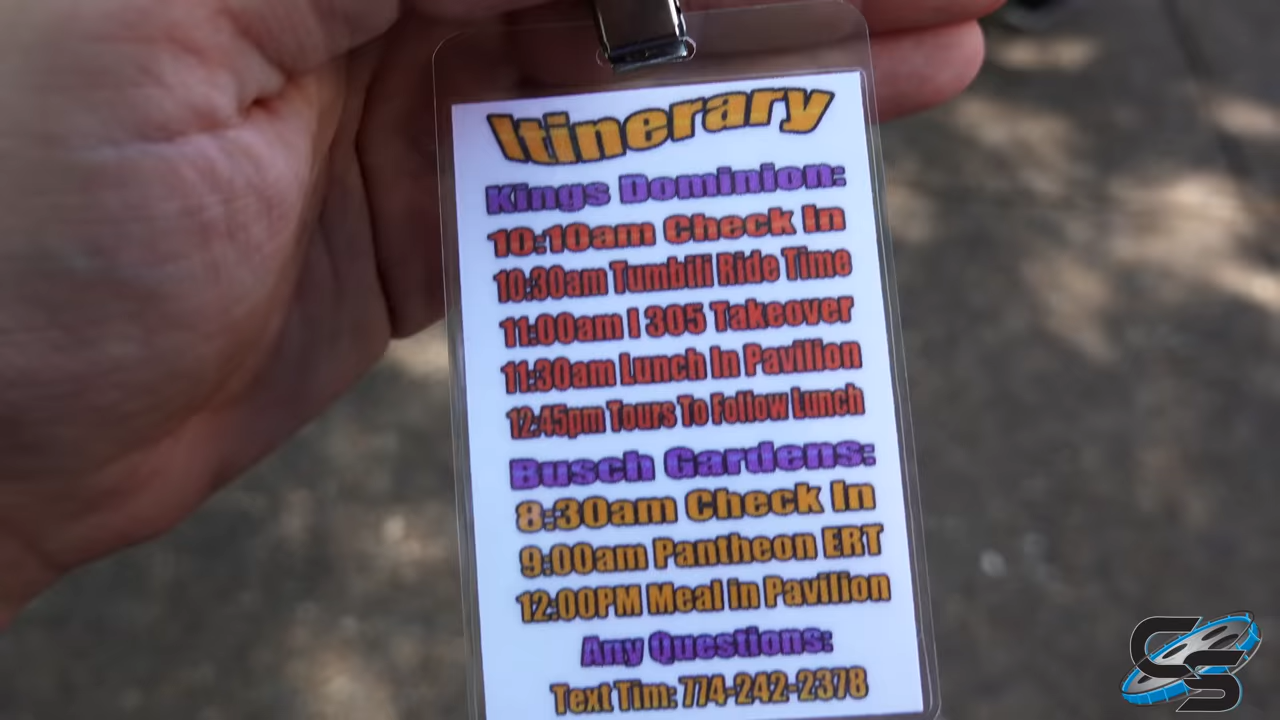 Itinerary
Kings Dominion:
10:10am Check In
10:30am Tumbili Ride Time
11:00am I 305 Takeover
11:30am Lunch In Pavilion
12:45pm Tours To Follow Lunch
Busch Gardens:
8:30am Check In
9:00am Pantheon ERT
12:00PM Meal in Pavilion
Any Questions:
Text Tim: 774-242-2378
CFS